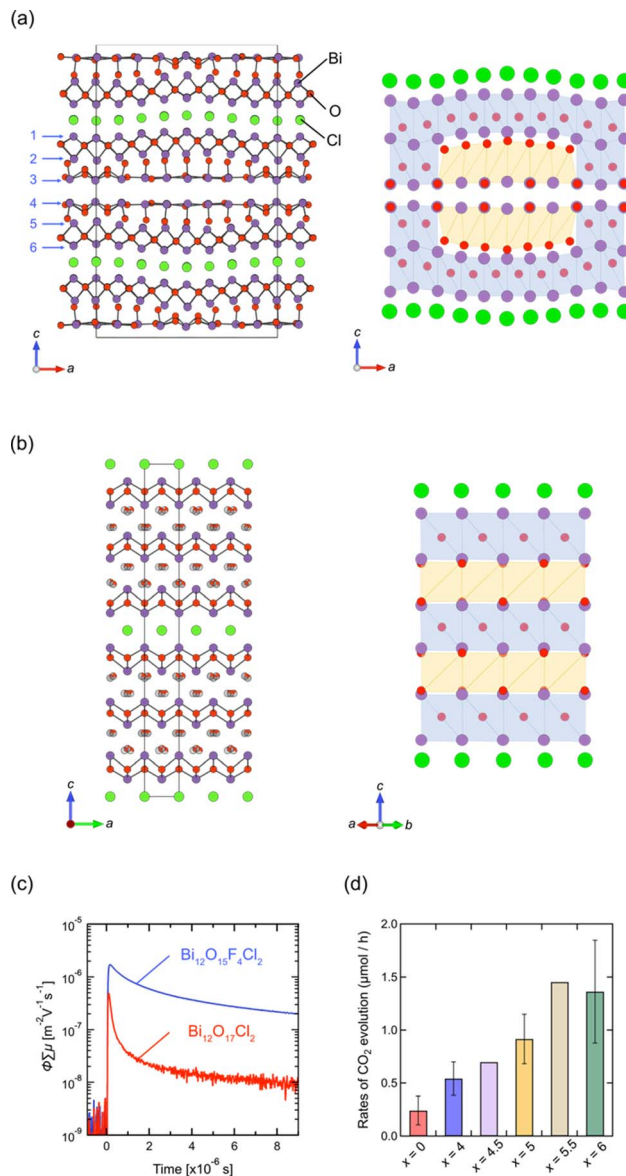 (a)
Bi
O
Cl
1
2
3
4
5
6
c
a
c
a
(b)
c
a
c
a
b
(c)
(d)
10⁻⁵
10⁻⁶
10⁻⁷
10⁻⁸
10⁻⁹
ΦΣμ [m⁻²V⁻¹s⁻¹]
Bi₁₂O₁₅F₄Cl₂
Bi₁₂O₁₇Cl₂
0
2
4
6
8
Time [x10⁻⁶ s]
2.0
1.5
1.0
0.5
0.0
Rates of CO₂ evolution (μmol / h)
x = 0
x = 4
x = 4.5
x = 5
x = 5.5
x = 6